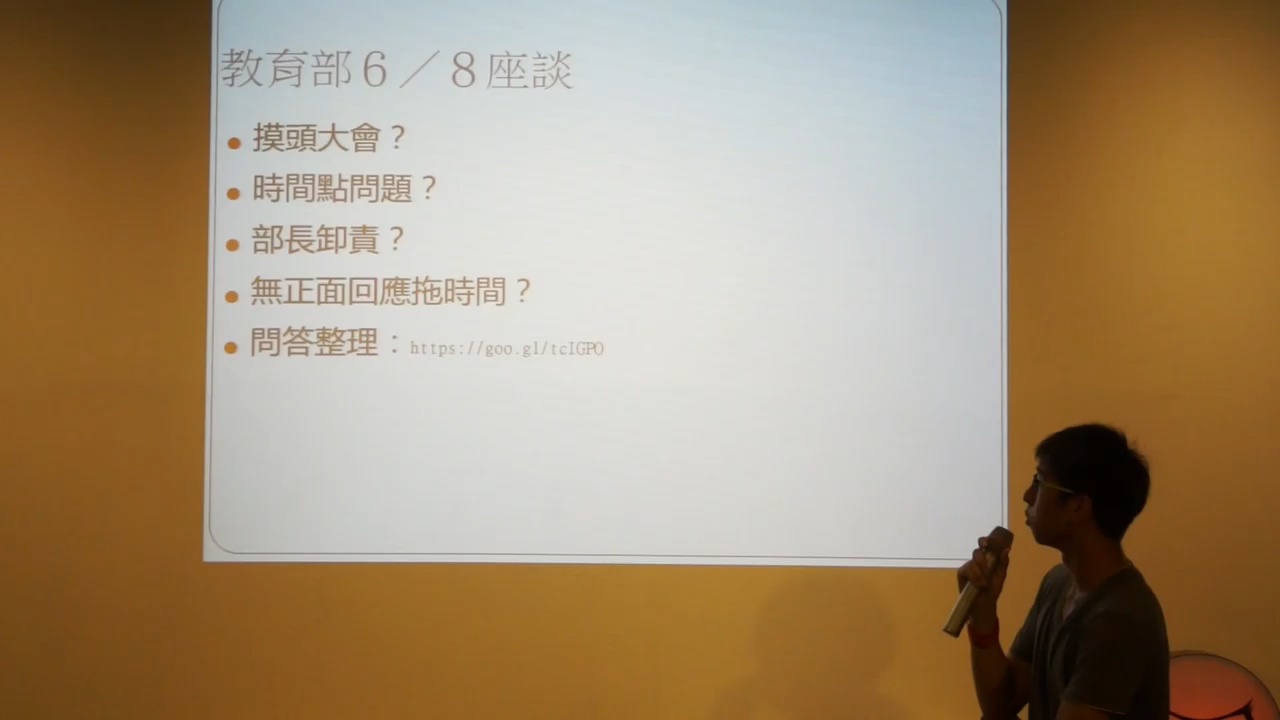 教育部６／８座談
摸頭大會？
時間點問題？
部長卸責？
無正面回應拖時間？
問答整理：https://goo.gl/tcIGPO